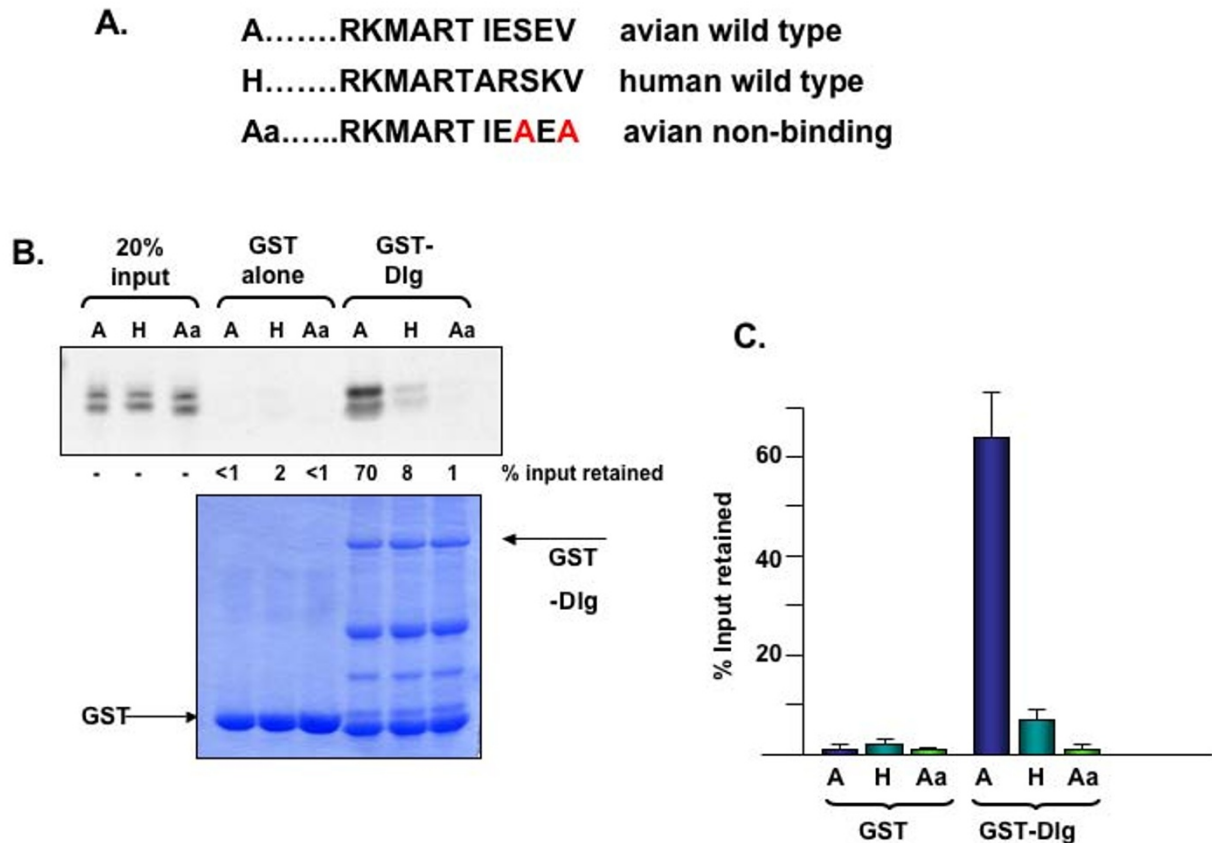 A.
A.......RKMART IESEV avian wild type
H.......RKMARTARSKV human wild type
Aa......RKMART IEAEA avian non-binding
B.
20% input
GST alone
GST- Dlg
A H Aa A H Aa A H Aa
- - - <1 2 <1 70 8 1 % input retained
GST
-Dlg
GST
C.
% Input retained
60
40
20
A H Aa A H Aa
GST GST-Dlg